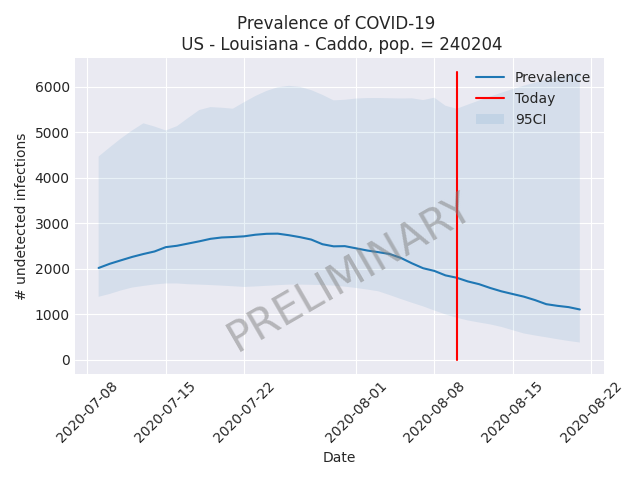 Prevalence of COVID-19
US - Louisiana - Caddo, pop. = 240204
# undetected infections
6000
5000
4000
3000
2000
1000
0
Prevalence
Today
95CI
PRELIMINARY
2020-07-08
2020-07-15
2020-07-22
2020-08-01
2020-08-08
2020-08-15
2020-08-22
Date